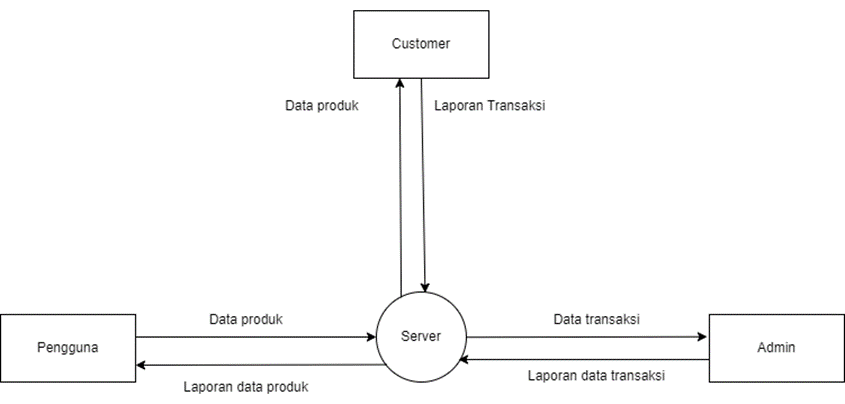 Customer
Data produk
Laporan Transaksi
Data produk
Data transaksi
Pengguna
Server
Admin
Laporan data produk
Laporan data transaksi